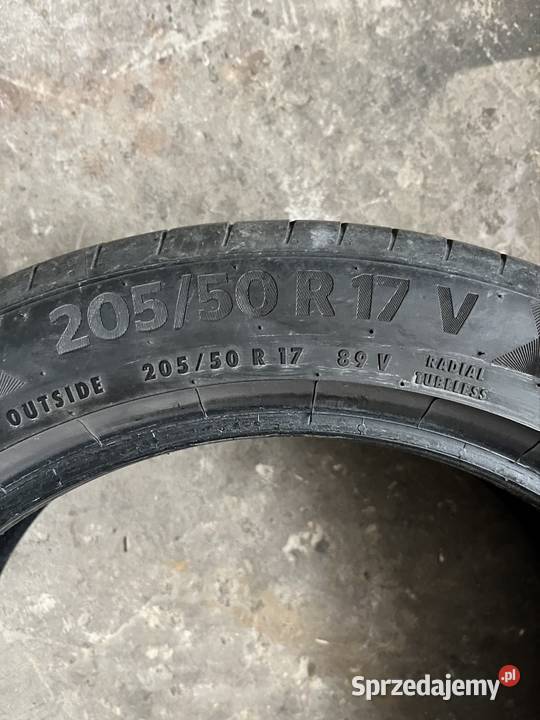 205/50 R 17 V
OUTSIDE 205/50 R 17 89 V RADIAL
TUBELESS
Sprzedajemy.pl